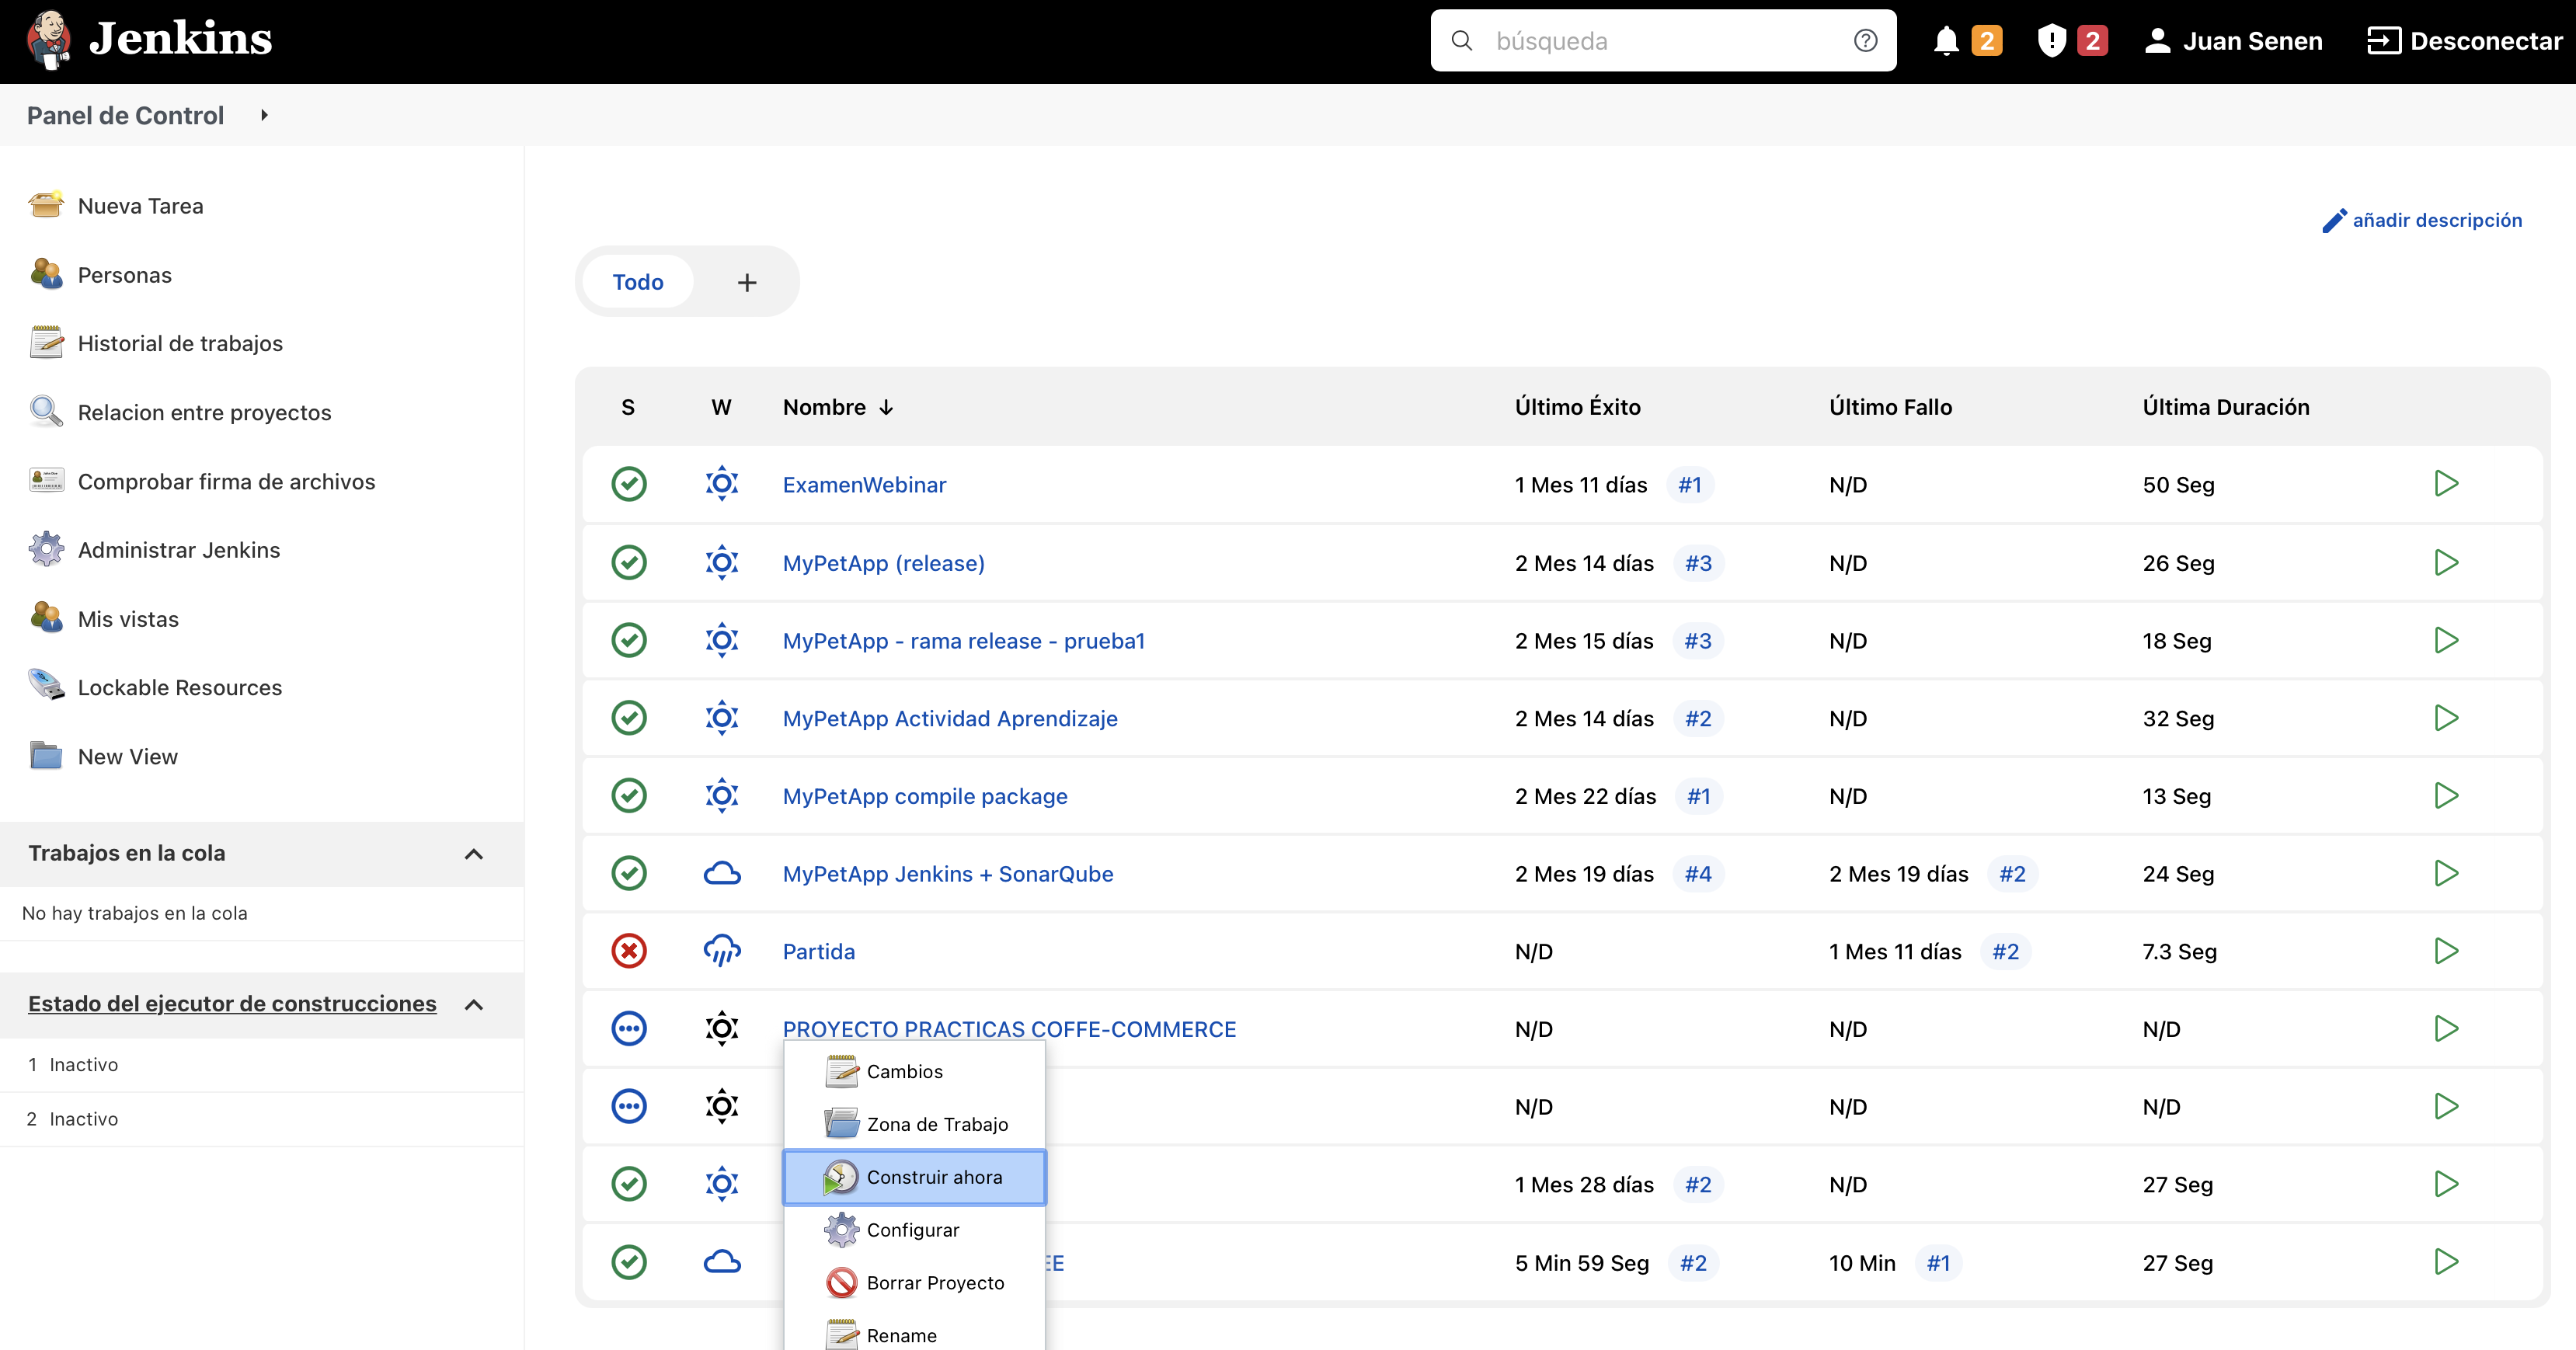 Jenkins
búsqueda
2
2
Juan Senen
Desconectar
Panel de Control
Nueva Tarea
Personas
Historial de trabajos
Relacion entre proyectos
Comprobar firma de archivos
Administrar Jenkins
Mis vistas
Lockable Resources
New View
Trabajos en la cola
No hay trabajos en la cola
Estado del ejecutor de construcciones
1 Inactivo
2 Inactivo
añadir descripción
Todo +
S W Nombre ↓ Último Éxito Último Fallo Última Duración
ExamenWebinar 1 Mes 11 días #1 N/D 50 Seg
MyPetApp (release) 2 Mes 14 días #3 N/D 26 Seg
MyPetApp - rama release - prueba1 2 Mes 15 días #3 N/D 18 Seg
MyPetApp Actividad Aprendizaje 2 Mes 14 días #2 N/D 32 Seg
MyPetApp compile package 2 Mes 22 días #1 N/D 13 Seg
MyPetApp Jenkins + SonarQube 2 Mes 19 días #4 2 Mes 19 días #2 24 Seg
Partida N/D 1 Mes 11 días #2 7.3 Seg
PROYECTO PRACTICAS COFFE-COMMERCE N/D N/D N/D
N/D N/D N/D
1 Mes 28 días #2 N/D 27 Seg
EE 5 Min 59 Seg #2 10 Min #1 27 Seg
Cambios
Zona de Trabajo
Construir ahora
Configurar
Borrar Proyecto
Rename